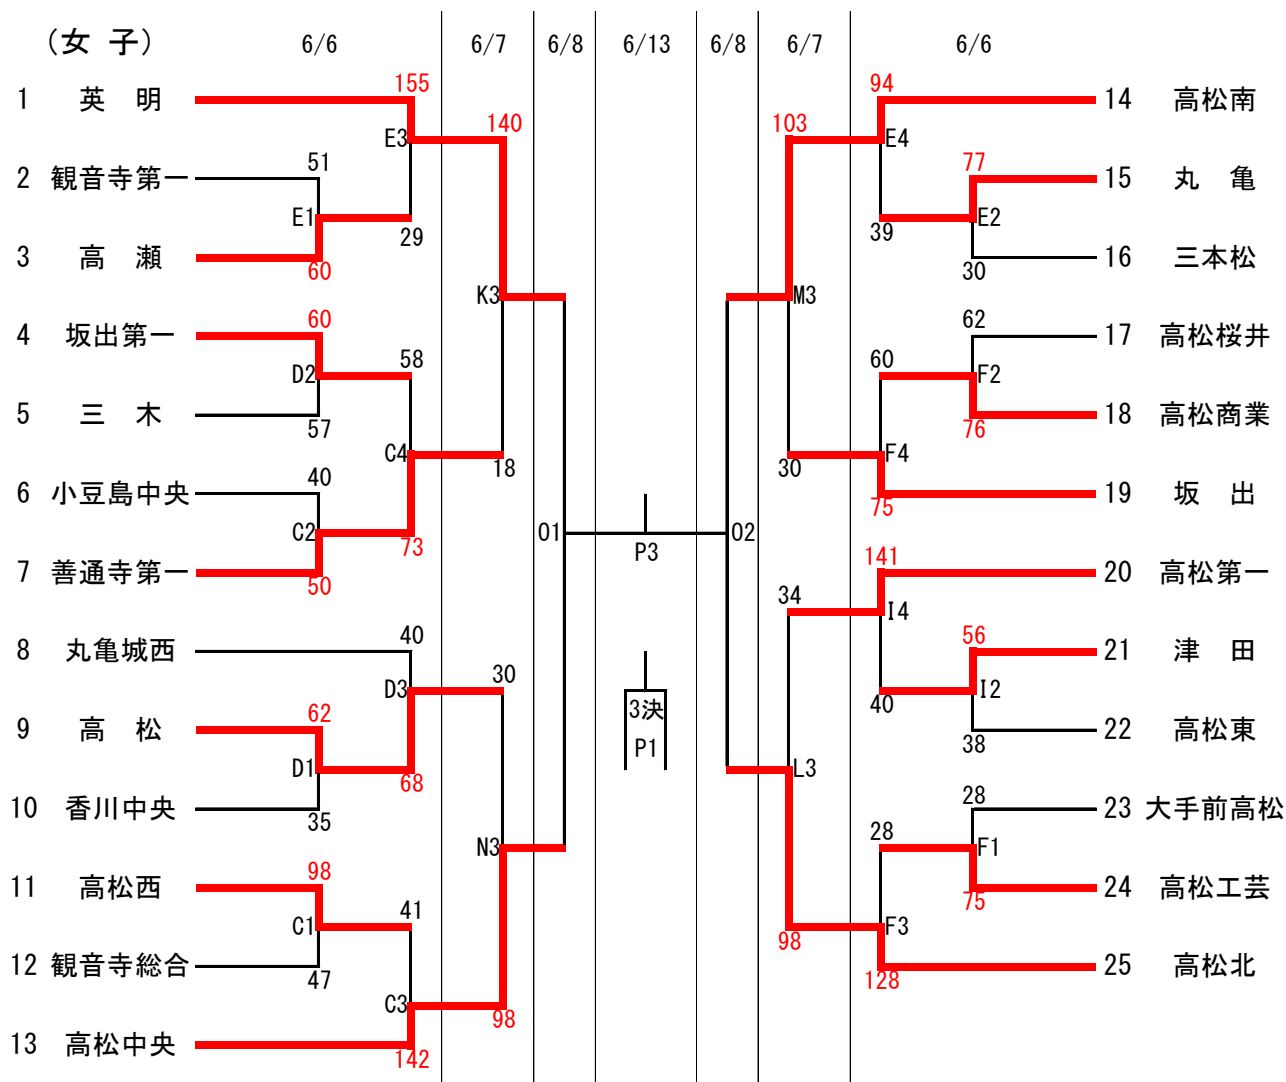 (女 子) 6/6 6/7 6/8 6/13 6/8 6/7 6/6
155 94
1 英 明 14 高松南
140 103
E3 E4
51 77
2 観音寺第一 15 丸 亀
E1 E2
29 39
3 高 瀬 16 三本松
60 30
K3 M3
60 62
4 坂出第一 17 高松桜井
58 60
D2 F2
5 三 木 18 高松商業
57 76
C4 F4
18 30
40
6 小豆島中央 19 坂 出
75
C2 O1 O2
73 P3
141
7 善通寺第一 20 高松第一
50
34
I4
40 56
8 丸亀城西 21 津 田
30
D3 I2
40
62 3決
9 高 松 22 高松東
38
P1
D1 L3
68
28
10 香川中央 23 大手前高松
35 28
N3 F1
98
11 高松西 24 高松工芸
75
41
C1 F3
98
12 観音寺総合 25 高松北
47 128
C3
98
13 高松中央
142